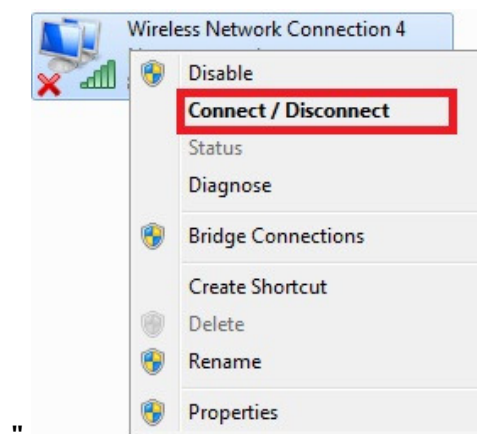 Wireless Network Connection 4
Disable
Connect / Disconnect
Status
Diagnose
Bridge Connections
Create Shortcut
Delete
Rename
Properties
"